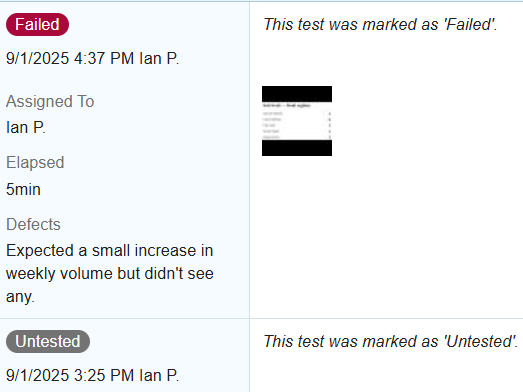 Failed
This test was marked as 'Failed'.
9/1/2025 4:37 PM Ian P.
Assigned To
Ian P.
Elapsed
5min
Defects
Expected a small increase in
weekly volume but didn't see
any.
Untested
This test was marked as 'Untested'.
9/1/2025 3:25 PM Ian P.